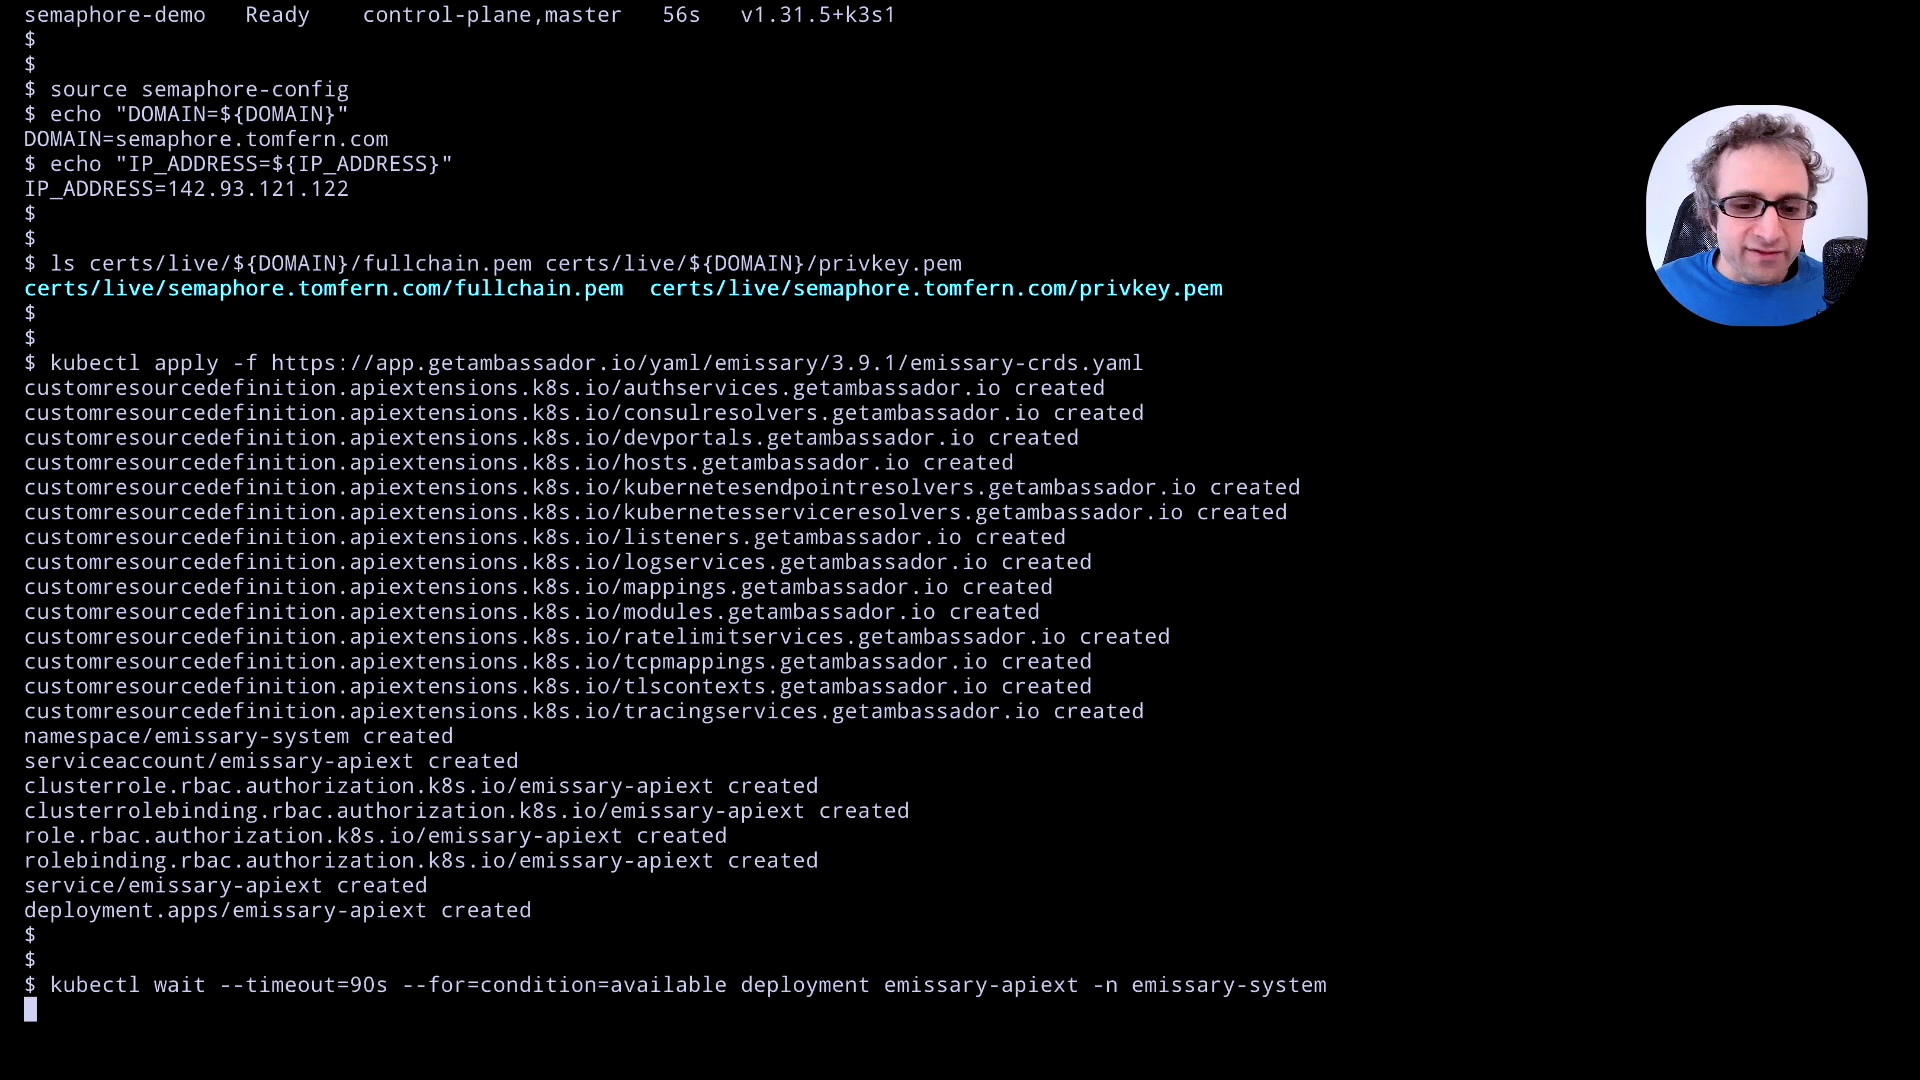 semaphore-demo   Ready    control-plane,master   56s   v1.31.5+k3s1
$
$
$ source semaphore-config
$ echo "DOMAIN=${DOMAIN}"
DOMAIN=semaphore.tomfern.com
$ echo "IP_ADDRESS=${IP_ADDRESS}"
IP_ADDRESS=142.93.121.122
$
$
$ ls certs/live/${DOMAIN}/fullchain.pem certs/live/${DOMAIN}/privkey.pem
certs/live/semaphore.tomfern.com/fullchain.pem  certs/live/semaphore.tomfern.com/privkey.pem
$
$
$ kubectl apply -f https://app.getambassador.io/yaml/emissary/3.9.1/emissary-crds.yaml
customresourcedefinition.apiextensions.k8s.io/authservices.getambassador.io created
customresourcedefinition.apiextensions.k8s.io/consulresolvers.getambassador.io created
customresourcedefinition.apiextensions.k8s.io/devportals.getambassador.io created
customresourcedefinition.apiextensions.k8s.io/hosts.getambassador.io created
customresourcedefinition.apiextensions.k8s.io/kubernetesendpointresolvers.getambassador.io created
customresourcedefinition.apiextensions.k8s.io/kubernetesserviceresolvers.getambassador.io created
customresourcedefinition.apiextensions.k8s.io/listeners.getambassador.io created
customresourcedefinition.apiextensions.k8s.io/logservices.getambassador.io created
customresourcedefinition.apiextensions.k8s.io/mappings.getambassador.io created
customresourcedefinition.apiextensions.k8s.io/modules.getambassador.io created
customresourcedefinition.apiextensions.k8s.io/ratelimitservices.getambassador.io created
customresourcedefinition.apiextensions.k8s.io/tcpmappings.getambassador.io created
customresourcedefinition.apiextensions.k8s.io/tlscontexts.getambassador.io created
customresourcedefinition.apiextensions.k8s.io/tracingservices.getambassador.io created
namespace/emissary-system created
serviceaccount/emissary-apiext created
clusterrole.rbac.authorization.k8s.io/emissary-apiext created
clusterrolebinding.rbac.authorization.k8s.io/emissary-apiext created
role.rbac.authorization.k8s.io/emissary-apiext created
rolebinding.rbac.authorization.k8s.io/emissary-apiext created
service/emissary-apiext created
deployment.apps/emissary-apiext created
$
$
$ kubectl wait --timeout=90s --for=condition=available deployment emissary-apiext -n emissary-system